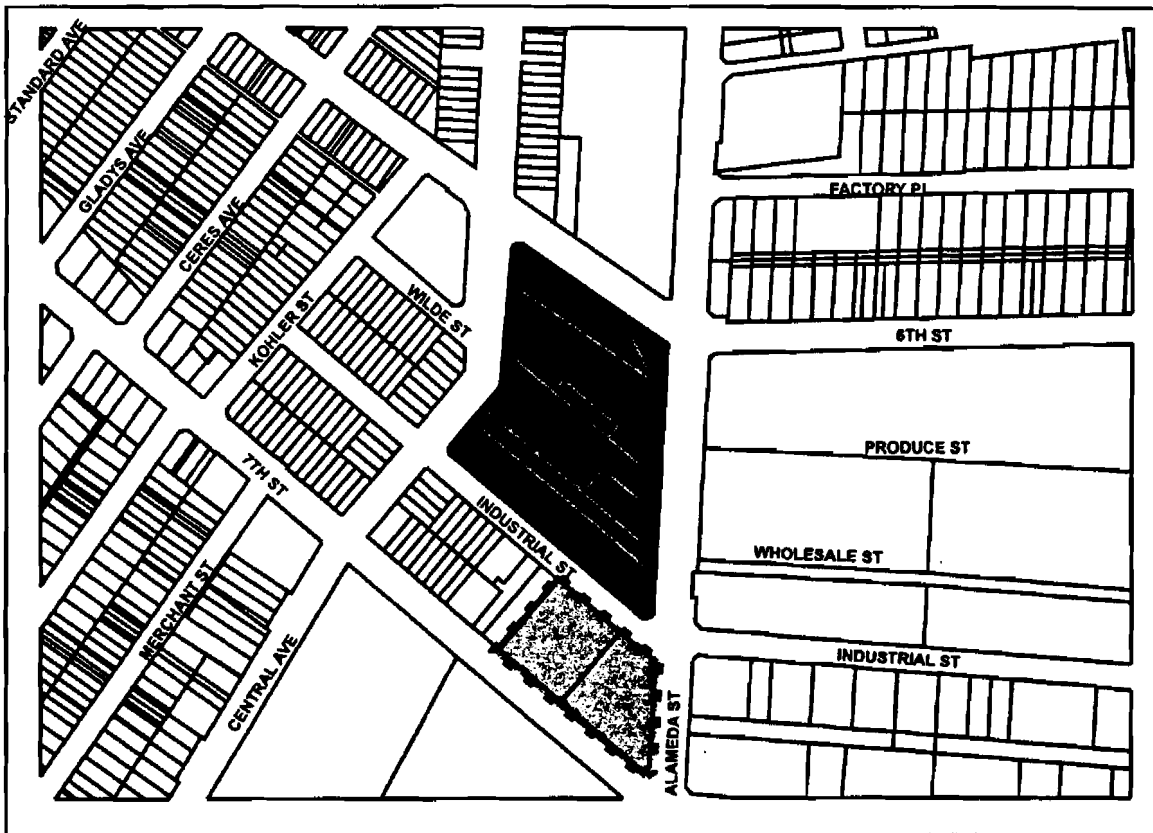 STANDARD AVE
GLADYS AVE
CERES AVE
FACTORY PL
WILDE ST
KOHLER ST
6TH ST
PRODUCE ST
7TH ST
INDUSTRIAL ST
WHOLESALE ST
MERCHANT ST
CENTRAL AVE
INDUSTRIAL ST
ALAMEDA ST